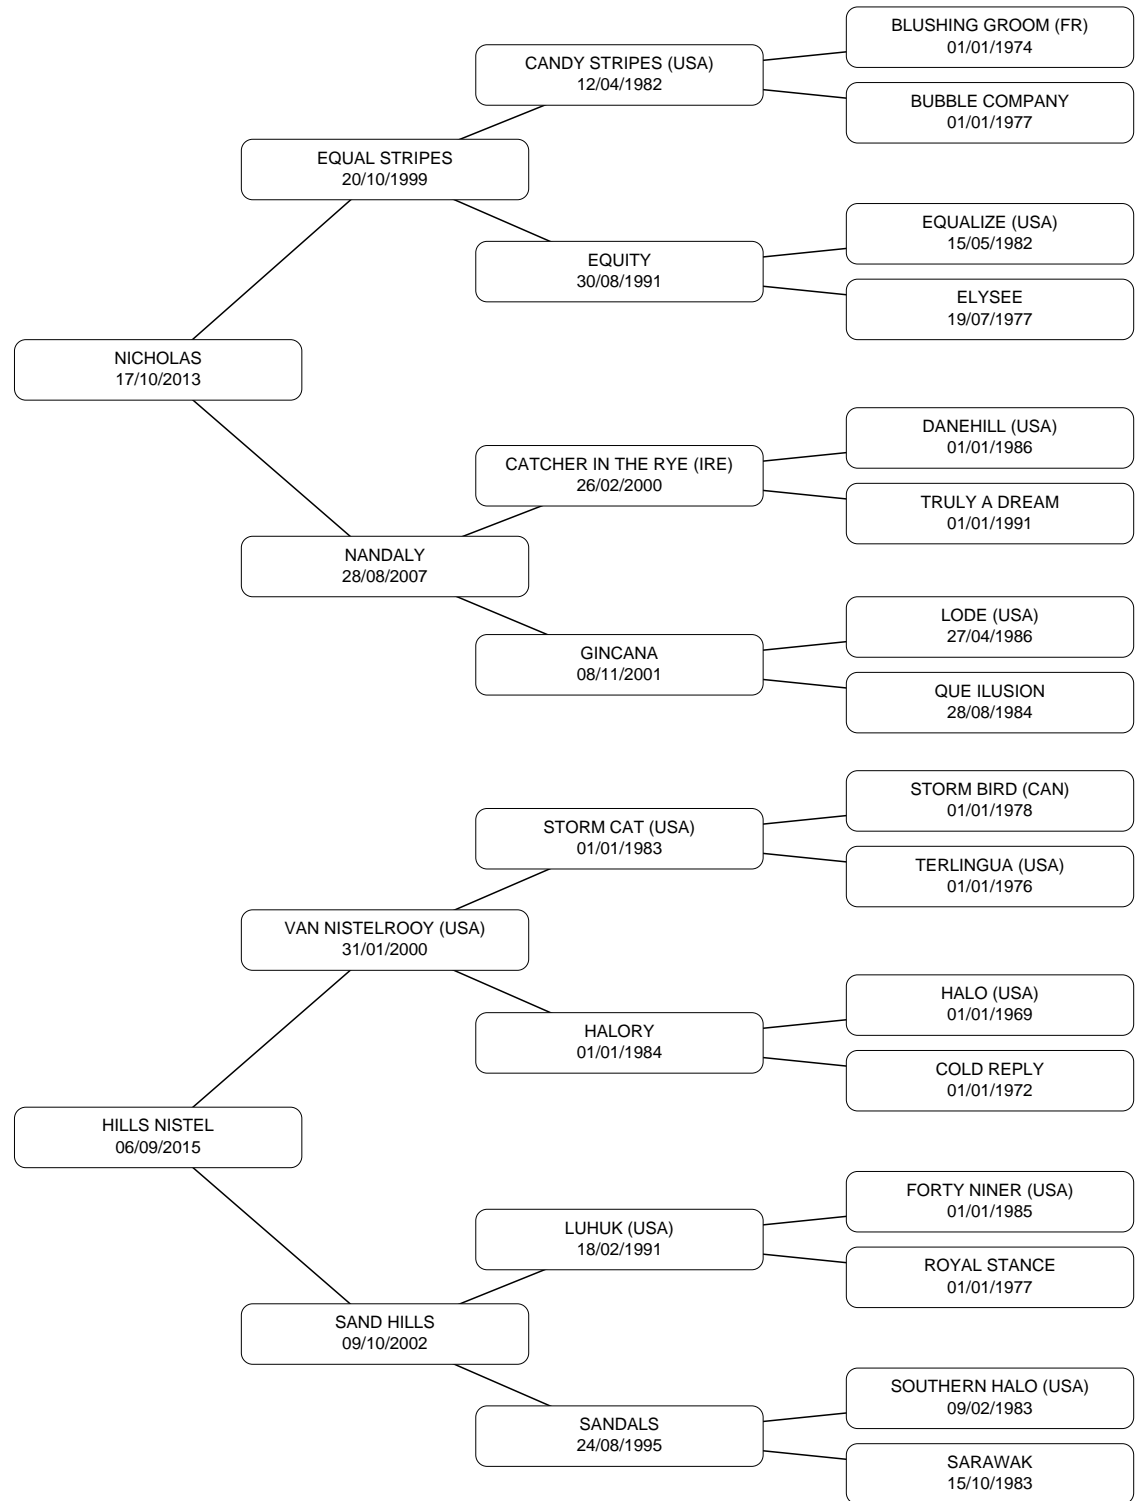 BLUSHING GROOM (FR)
01/01/1974
CANDY STRIPES (USA)
12/04/1982
BUBBLE COMPANY
01/01/1977
EQUAL STRIPES
20/10/1999
EQUALIZE (USA)
15/05/1982
EQUITY
30/08/1991
ELYSEE
19/07/1977
NICHOLAS
17/10/2013
DANEHILL (USA)
01/01/1986
CATCHER IN THE RYE (IRE)
26/02/2000
TRULY A DREAM
01/01/1991
NANDALY
28/08/2007
LODE (USA)
27/04/1986
GINCANA
08/11/2001
QUE ILUSION
28/08/1984
STORM BIRD (CAN)
01/01/1978
STORM CAT (USA)
01/01/1983
TERLINGUA (USA)
01/01/1976
VAN NISTELROOY (USA)
31/01/2000
HALO (USA)
01/01/1969
HALORY
01/01/1984
COLD REPLY
01/01/1972
HILLS NISTEL
06/09/2015
FORTY NINER (USA)
01/01/1985
LUHUK (USA)
18/02/1991
ROYAL STANCE
01/01/1977
SAND HILLS
09/10/2002
SOUTHERN HALO (USA)
09/02/1983
SANDALS
24/08/1995
SARAWAK
15/10/1983